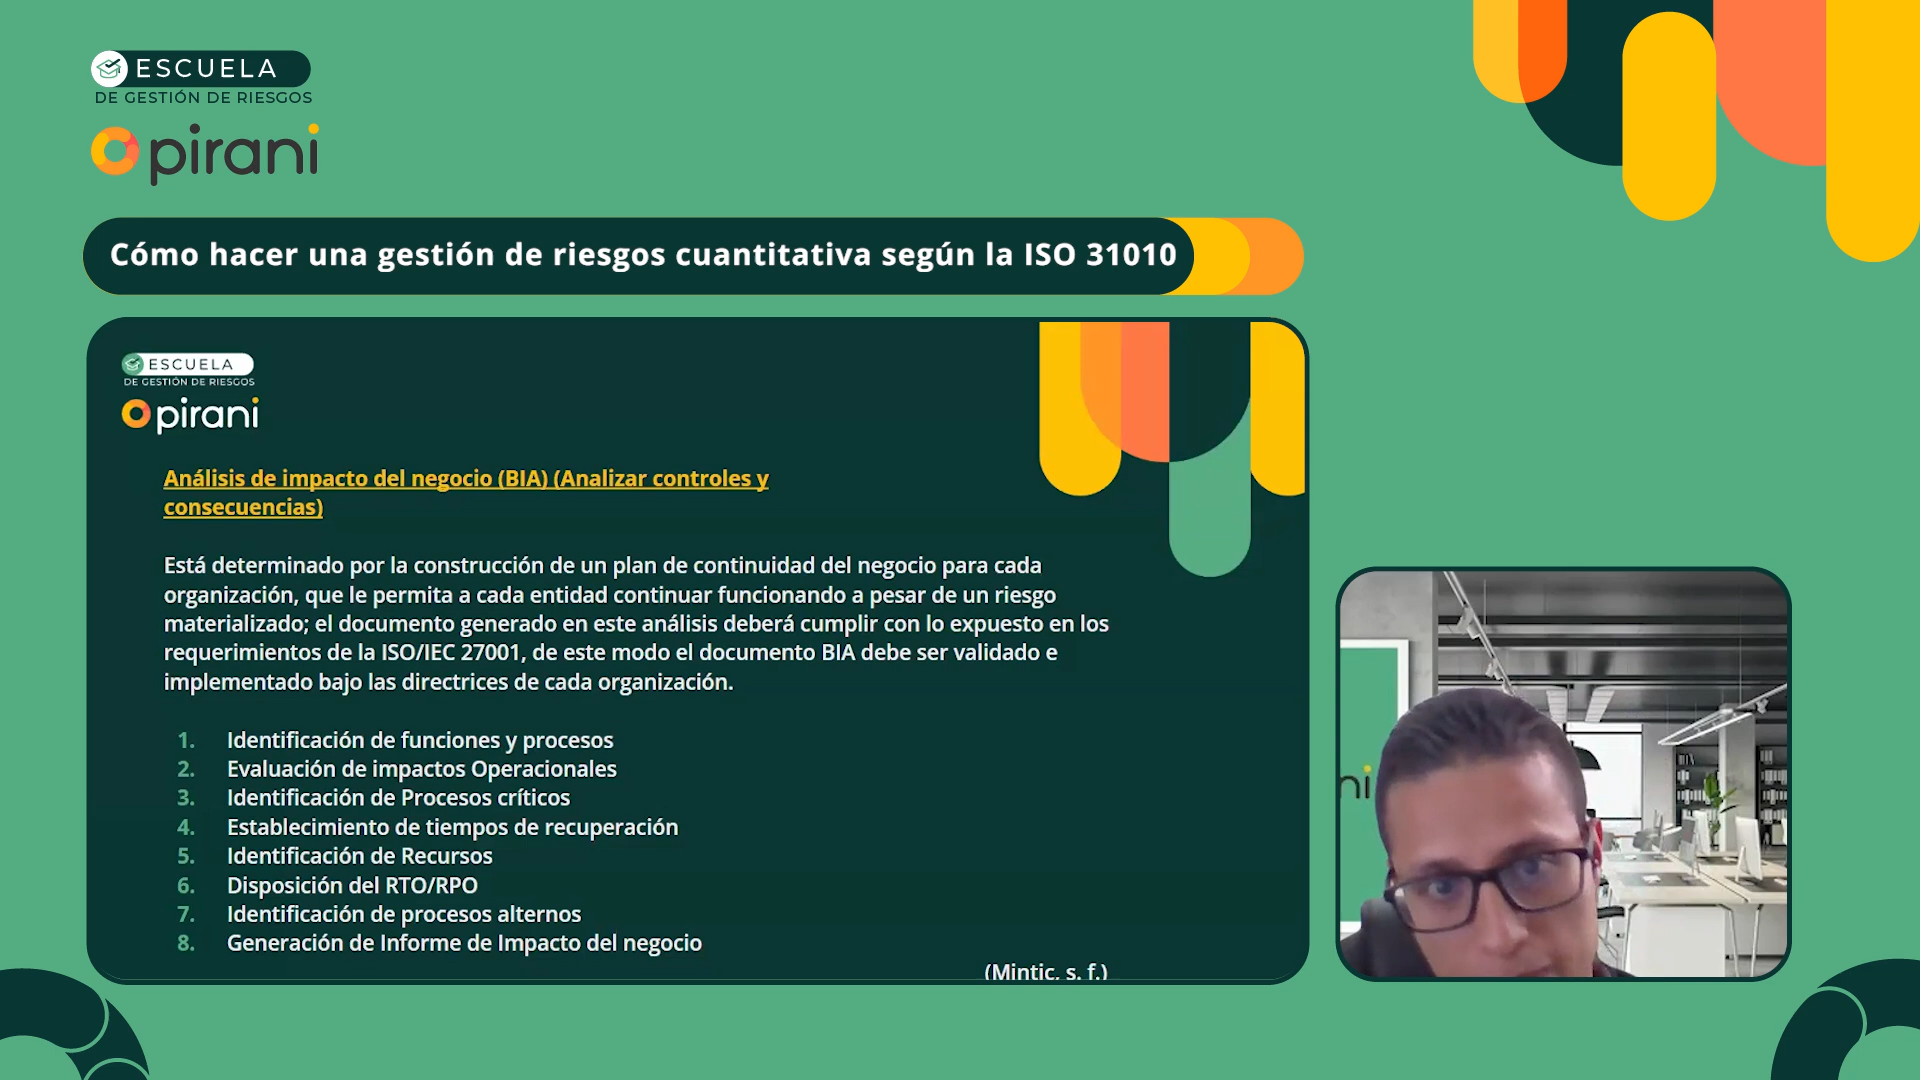 ESCUELA
DE GESTIÓN DE RIESGOS
pirani
Cómo hacer una gestión de riesgos cuantitativa según la ISO 31010
ESCUELA
DE GESTIÓN DE RIESGOS
pirani
Análisis de impacto del negocio (BIA) (Analizar controles y
consecuencias)
Está determinado por la construcción de un plan de continuidad del negocio para cada
organización, que le permita a cada entidad continuar funcionando a pesar de un riesgo
materializado; el documento generado en este análisis deberá cumplir con lo expuesto en los
requerimientos de la ISO/IEC 27001, de este modo el documento BIA debe ser validado e
implementado bajo las directrices de cada organización.
1. Identificación de funciones y procesos
2. Evaluación de impactos Operacionales
3. Identificación de Procesos críticos
4. Establecimiento de tiempos de recuperación
5. Identificación de Recursos
6. Disposición del RTO/RPO
7. Identificación de procesos alternos
8. Generación de Informe de Impacto del negocio
(Mintic, s. f.)
ni